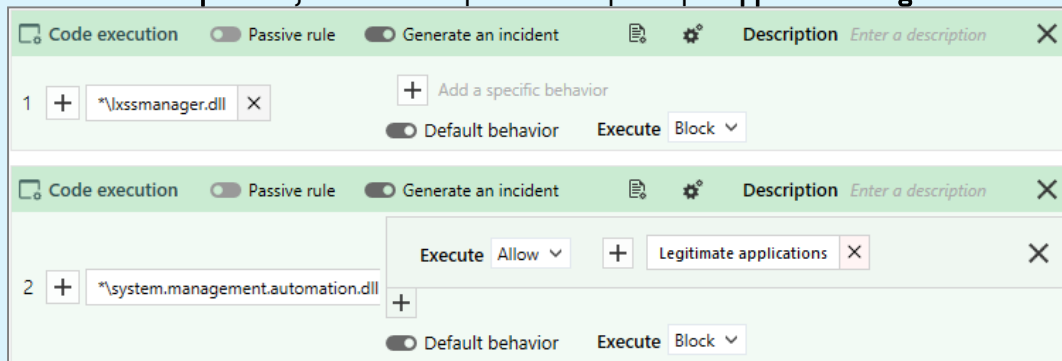 Code execution Passive rule Generate an incident Description Enter a description
1 *\lxssmanager.dll Add a specific behavior
Default behavior Execute Block
Code execution Passive rule Generate an incident Description Enter a description
Execute Allow Legitimate applications
2 *\system.management.automation.dll
Default behavior Execute Block